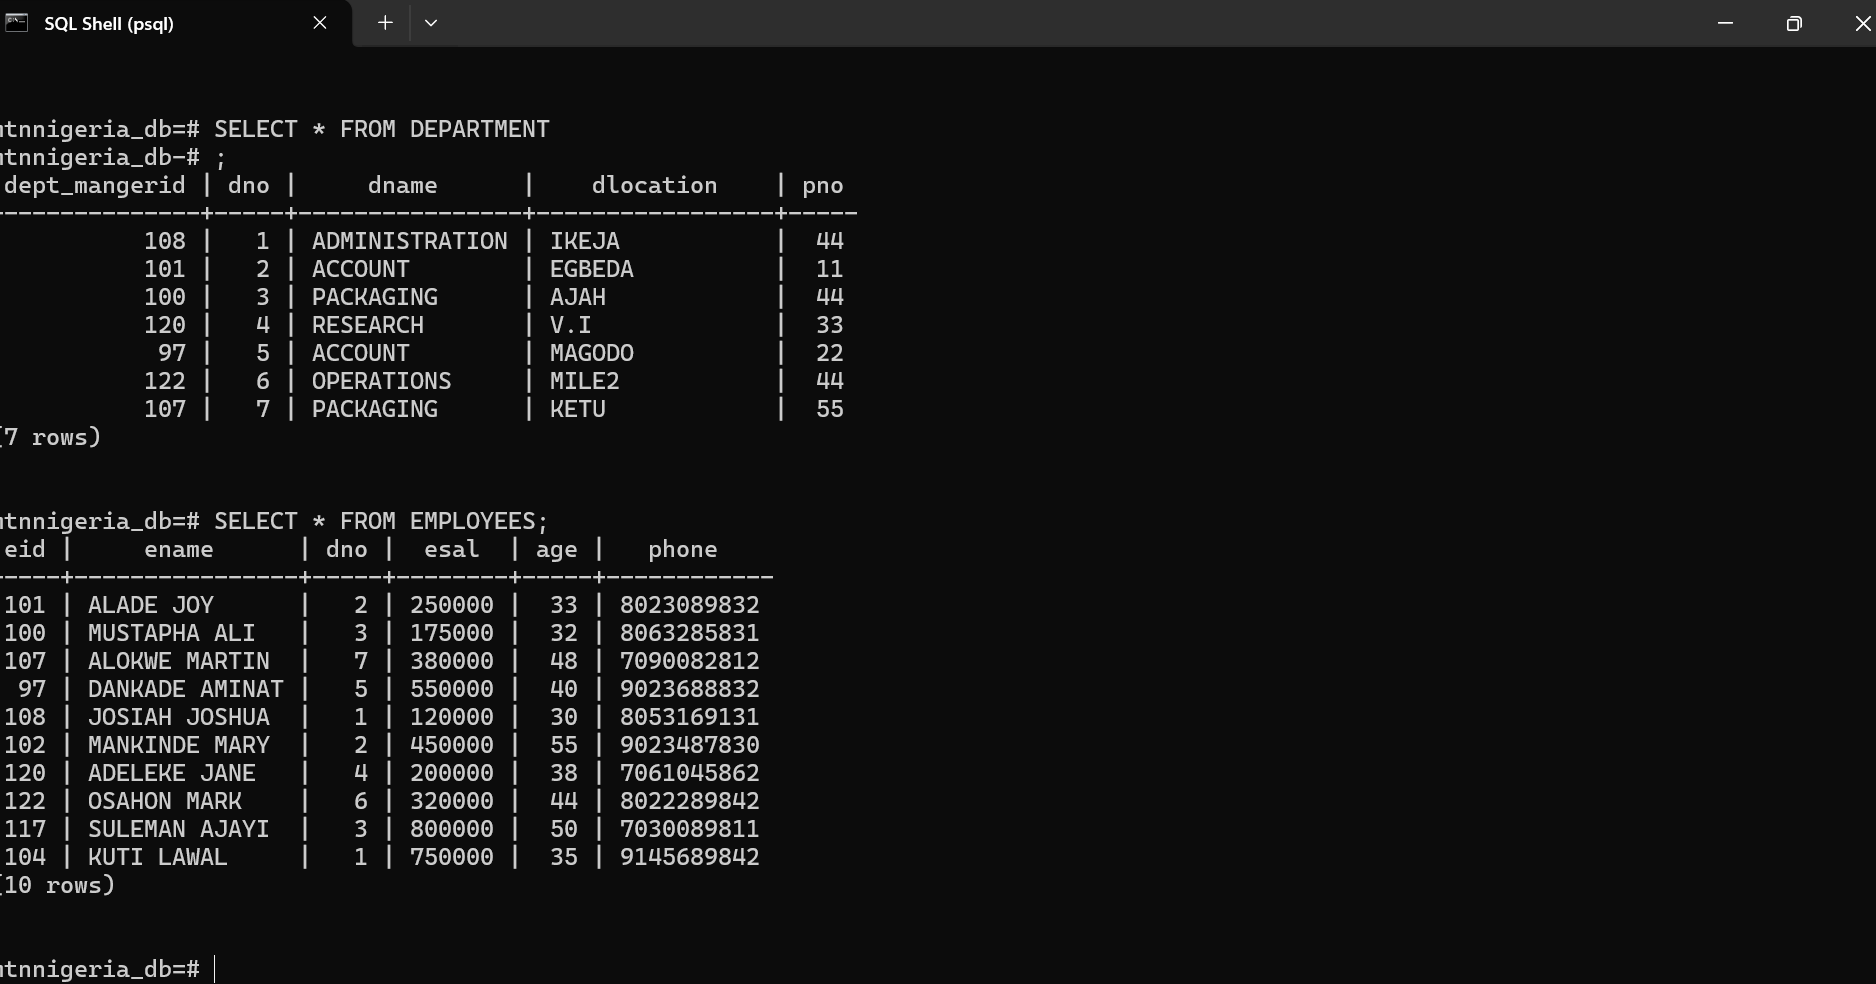 SQL Shell (psql)
mtnnigeria_db=# SELECT * FROM DEPARTMENT
mtnnigeria_db-# ;
dept_mangerid | dno | dname | dlocation | pno
--------------+-----+----------------+-----------------+-----
108 | 1 | ADMINISTRATION | IKEJA | 44
101 | 2 | ACCOUNT | EGBEDA | 11
100 | 3 | PACKAGING | AJAH | 44
120 | 4 | RESEARCH | V.I | 33
97 | 5 | ACCOUNT | MAGODO | 22
122 | 6 | OPERATIONS | MILE2 | 44
107 | 7 | PACKAGING | KETU | 55
(7 rows)
mtnnigeria_db=# SELECT * FROM EMPLOYEES;
eid | ename | dno | esal | age | phone
----+----------------+-----+--------+-----+------------
101 | ALADE JOY | 2 | 250000 | 33 | 8023089832
100 | MUSTAPHA ALI | 3 | 175000 | 32 | 8063285831
107 | ALOKWE MARTIN | 7 | 380000 | 48 | 7090082812
97 | DANKADE AMINAT | 5 | 550000 | 40 | 9023688832
108 | JOSIAH JOSHUA | 1 | 120000 | 30 | 8053169131
102 | MANKINDE MARY | 2 | 450000 | 55 | 9023487830
120 | ADELEKE JANE | 4 | 200000 | 38 | 7061045862
122 | OSAHON MARK | 6 | 320000 | 44 | 8022289842
117 | SULEMAN AJAYI | 3 | 800000 | 50 | 7030089811
104 | KUTI LAWAL | 1 | 750000 | 35 | 9145689842
(10 rows)
mtnnigeria_db=#